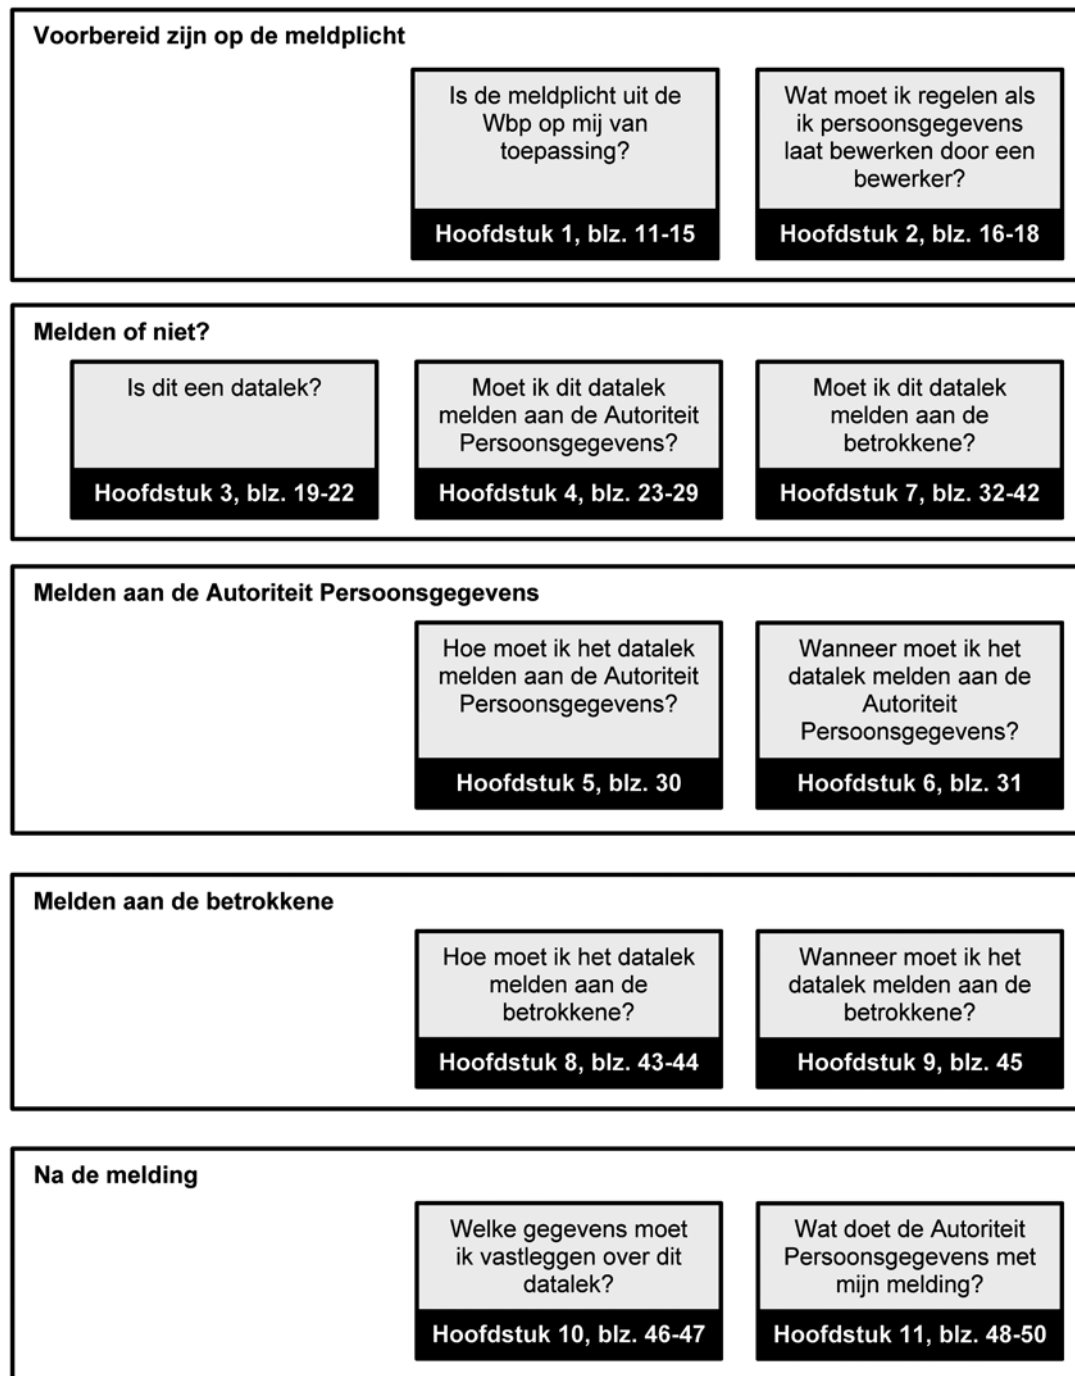 Voorbereid zijn op de meldplicht
Is de meldplicht uit de
Wbp op mij van
toepassing?
Hoofdstuk 1, blz. 11-15
Wat moet ik regelen als
ik persoonsgegevens
laat bewerken door een
bewerker?
Hoofdstuk 2, blz. 16-18
Melden of niet?
Is dit een datalek?
Hoofdstuk 3, blz. 19-22
Moet ik dit datalek
melden aan de Autoriteit
Persoonsgegevens?
Hoofdstuk 4, blz. 23-29
Moet ik dit datalek
melden aan de
betrokkene?
Hoofdstuk 7, blz. 32-42
Melden aan de Autoriteit Persoonsgegevens
Hoe moet ik het datalek
melden aan de Autoriteit
Persoonsgegevens?
Hoofdstuk 5, blz. 30
Wanneer moet ik het
datalek melden aan de
Autoriteit
Persoonsgegevens?
Hoofdstuk 6, blz. 31
Melden aan de betrokkene
Hoe moet ik het datalek
melden aan de
betrokkene?
Hoofdstuk 8, blz. 43-44
Wanneer moet ik het
datalek melden aan de
betrokkene?
Hoofdstuk 9, blz. 45
Na de melding
Welke gegevens moet
ik vastleggen over dit
datalek?
Hoofdstuk 10, blz. 46-47
Wat doet de Autoriteit
Persoonsgegevens met
mijn melding?
Hoofdstuk 11, blz. 48-50